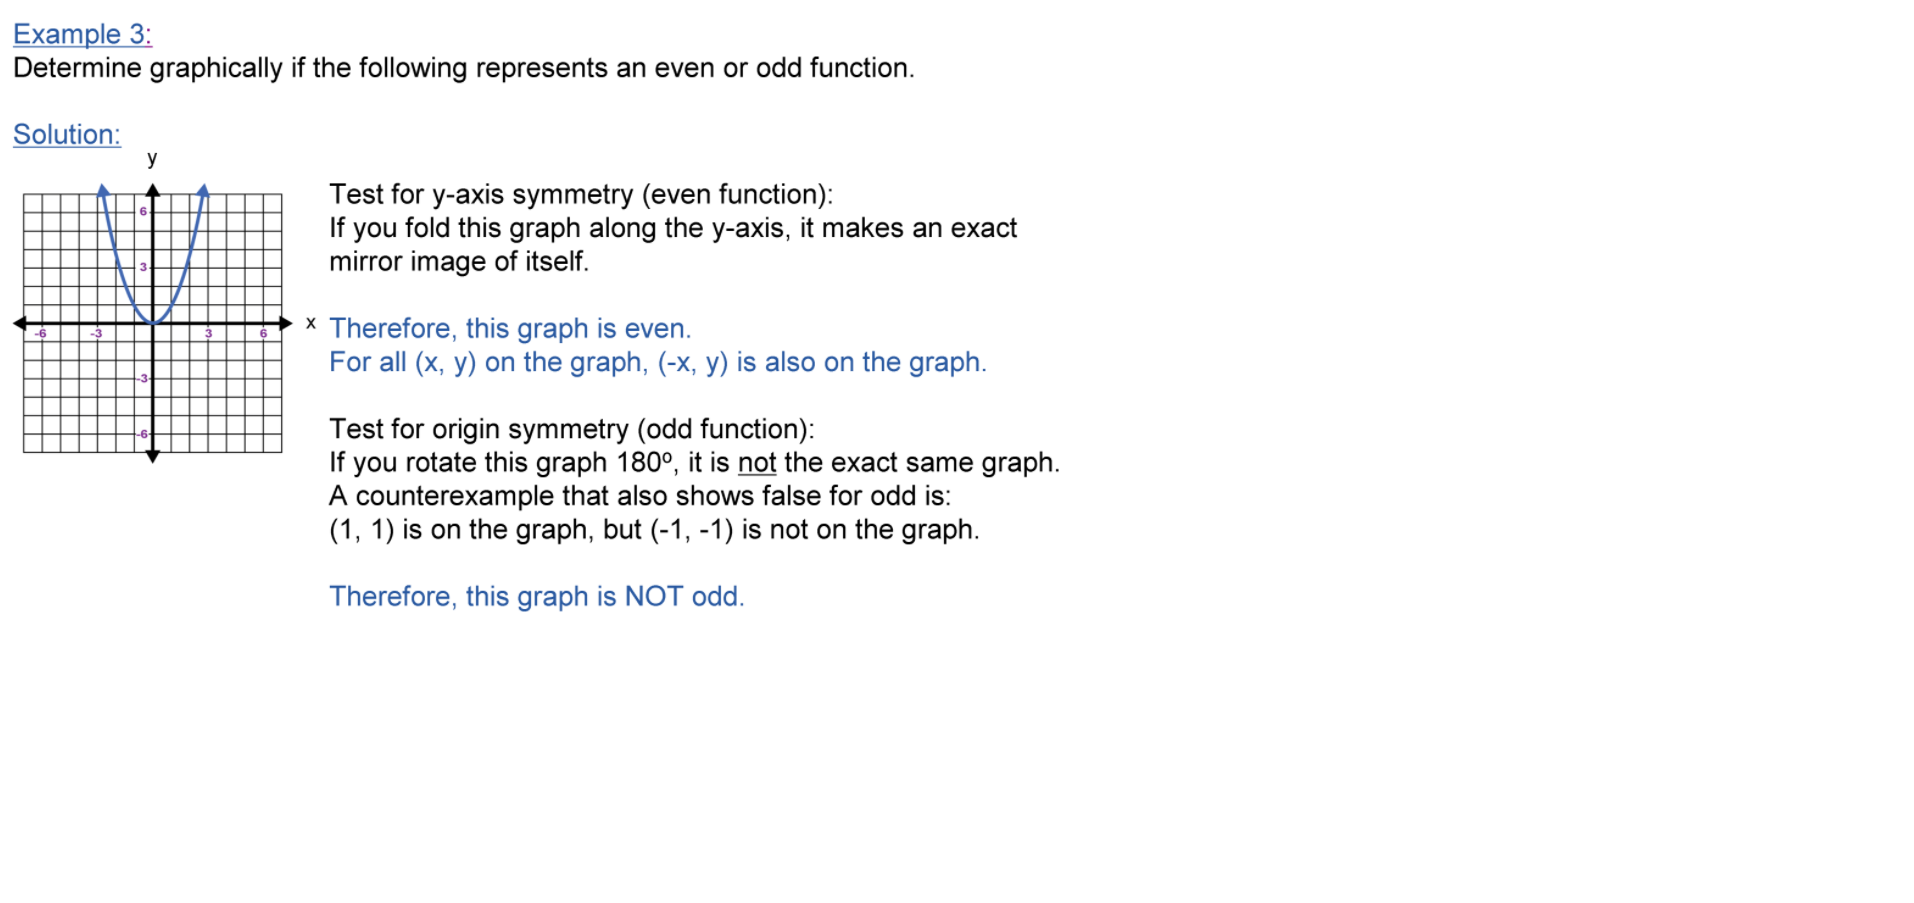 Example 3:
Determine graphically if the following represents an even or odd function.
Solution:
y
6
3
-6
-3
3
6
x
-3
-6
Test for y-axis symmetry (even function):
If you fold this graph along the y-axis, it makes an exact
mirror image of itself.
Therefore, this graph is even.
For all (x, y) on the graph, (-x, y) is also on the graph.
Test for origin symmetry (odd function):
If you rotate this graph 180º, it is not the exact same graph.
A counterexample that also shows false for odd is:
(1, 1) is on the graph, but (-1, -1) is not on the graph.
Therefore, this graph is NOT odd.